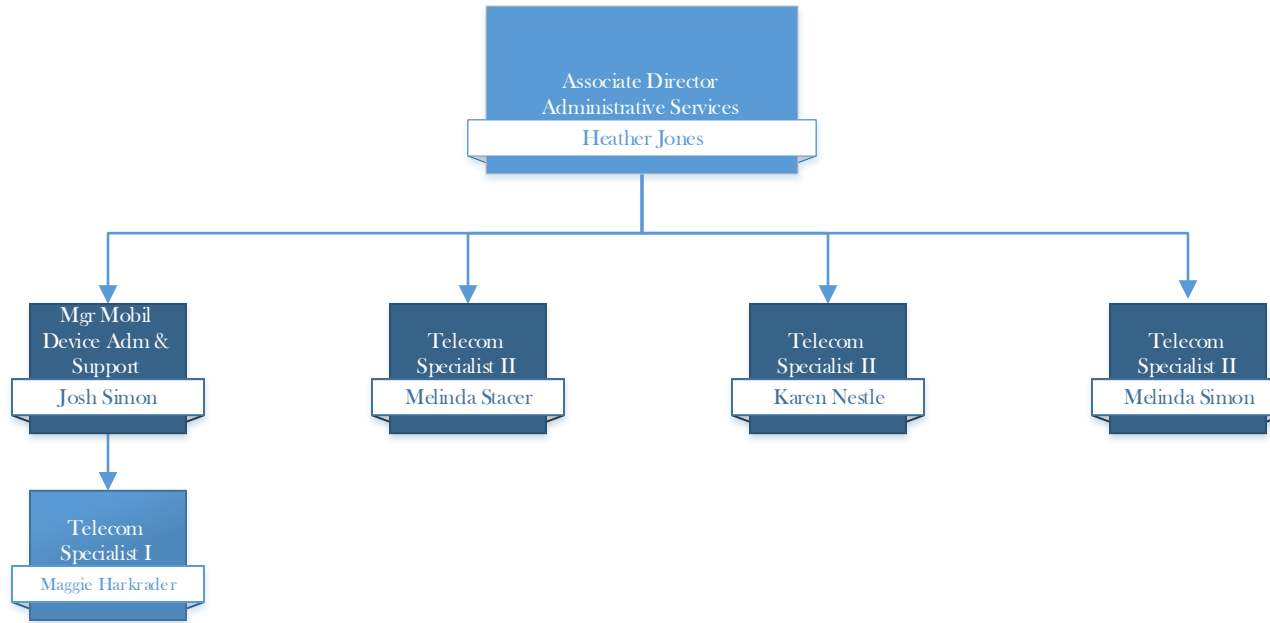 Associate Director
Administrative Services
Heather Jones
Mgr Mobil
Device Adm &
Support
Josh Simon
Telecom
Specialist II
Melinda Stacer
Telecom
Specialist II
Karen Nestle
Telecom
Specialist II
Melinda Simon
Telecom
Specialist I
Maggie Harkrader